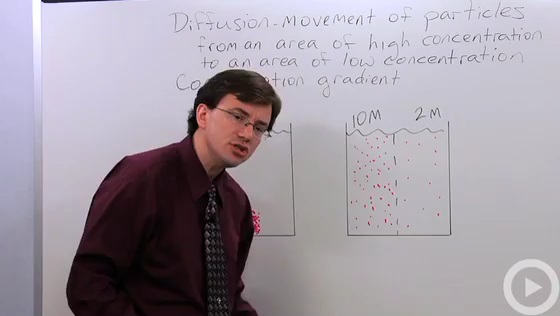 Diffusion-movement of particles
from an area of high concentration
to an area of low concentration
gradient
10M 2M